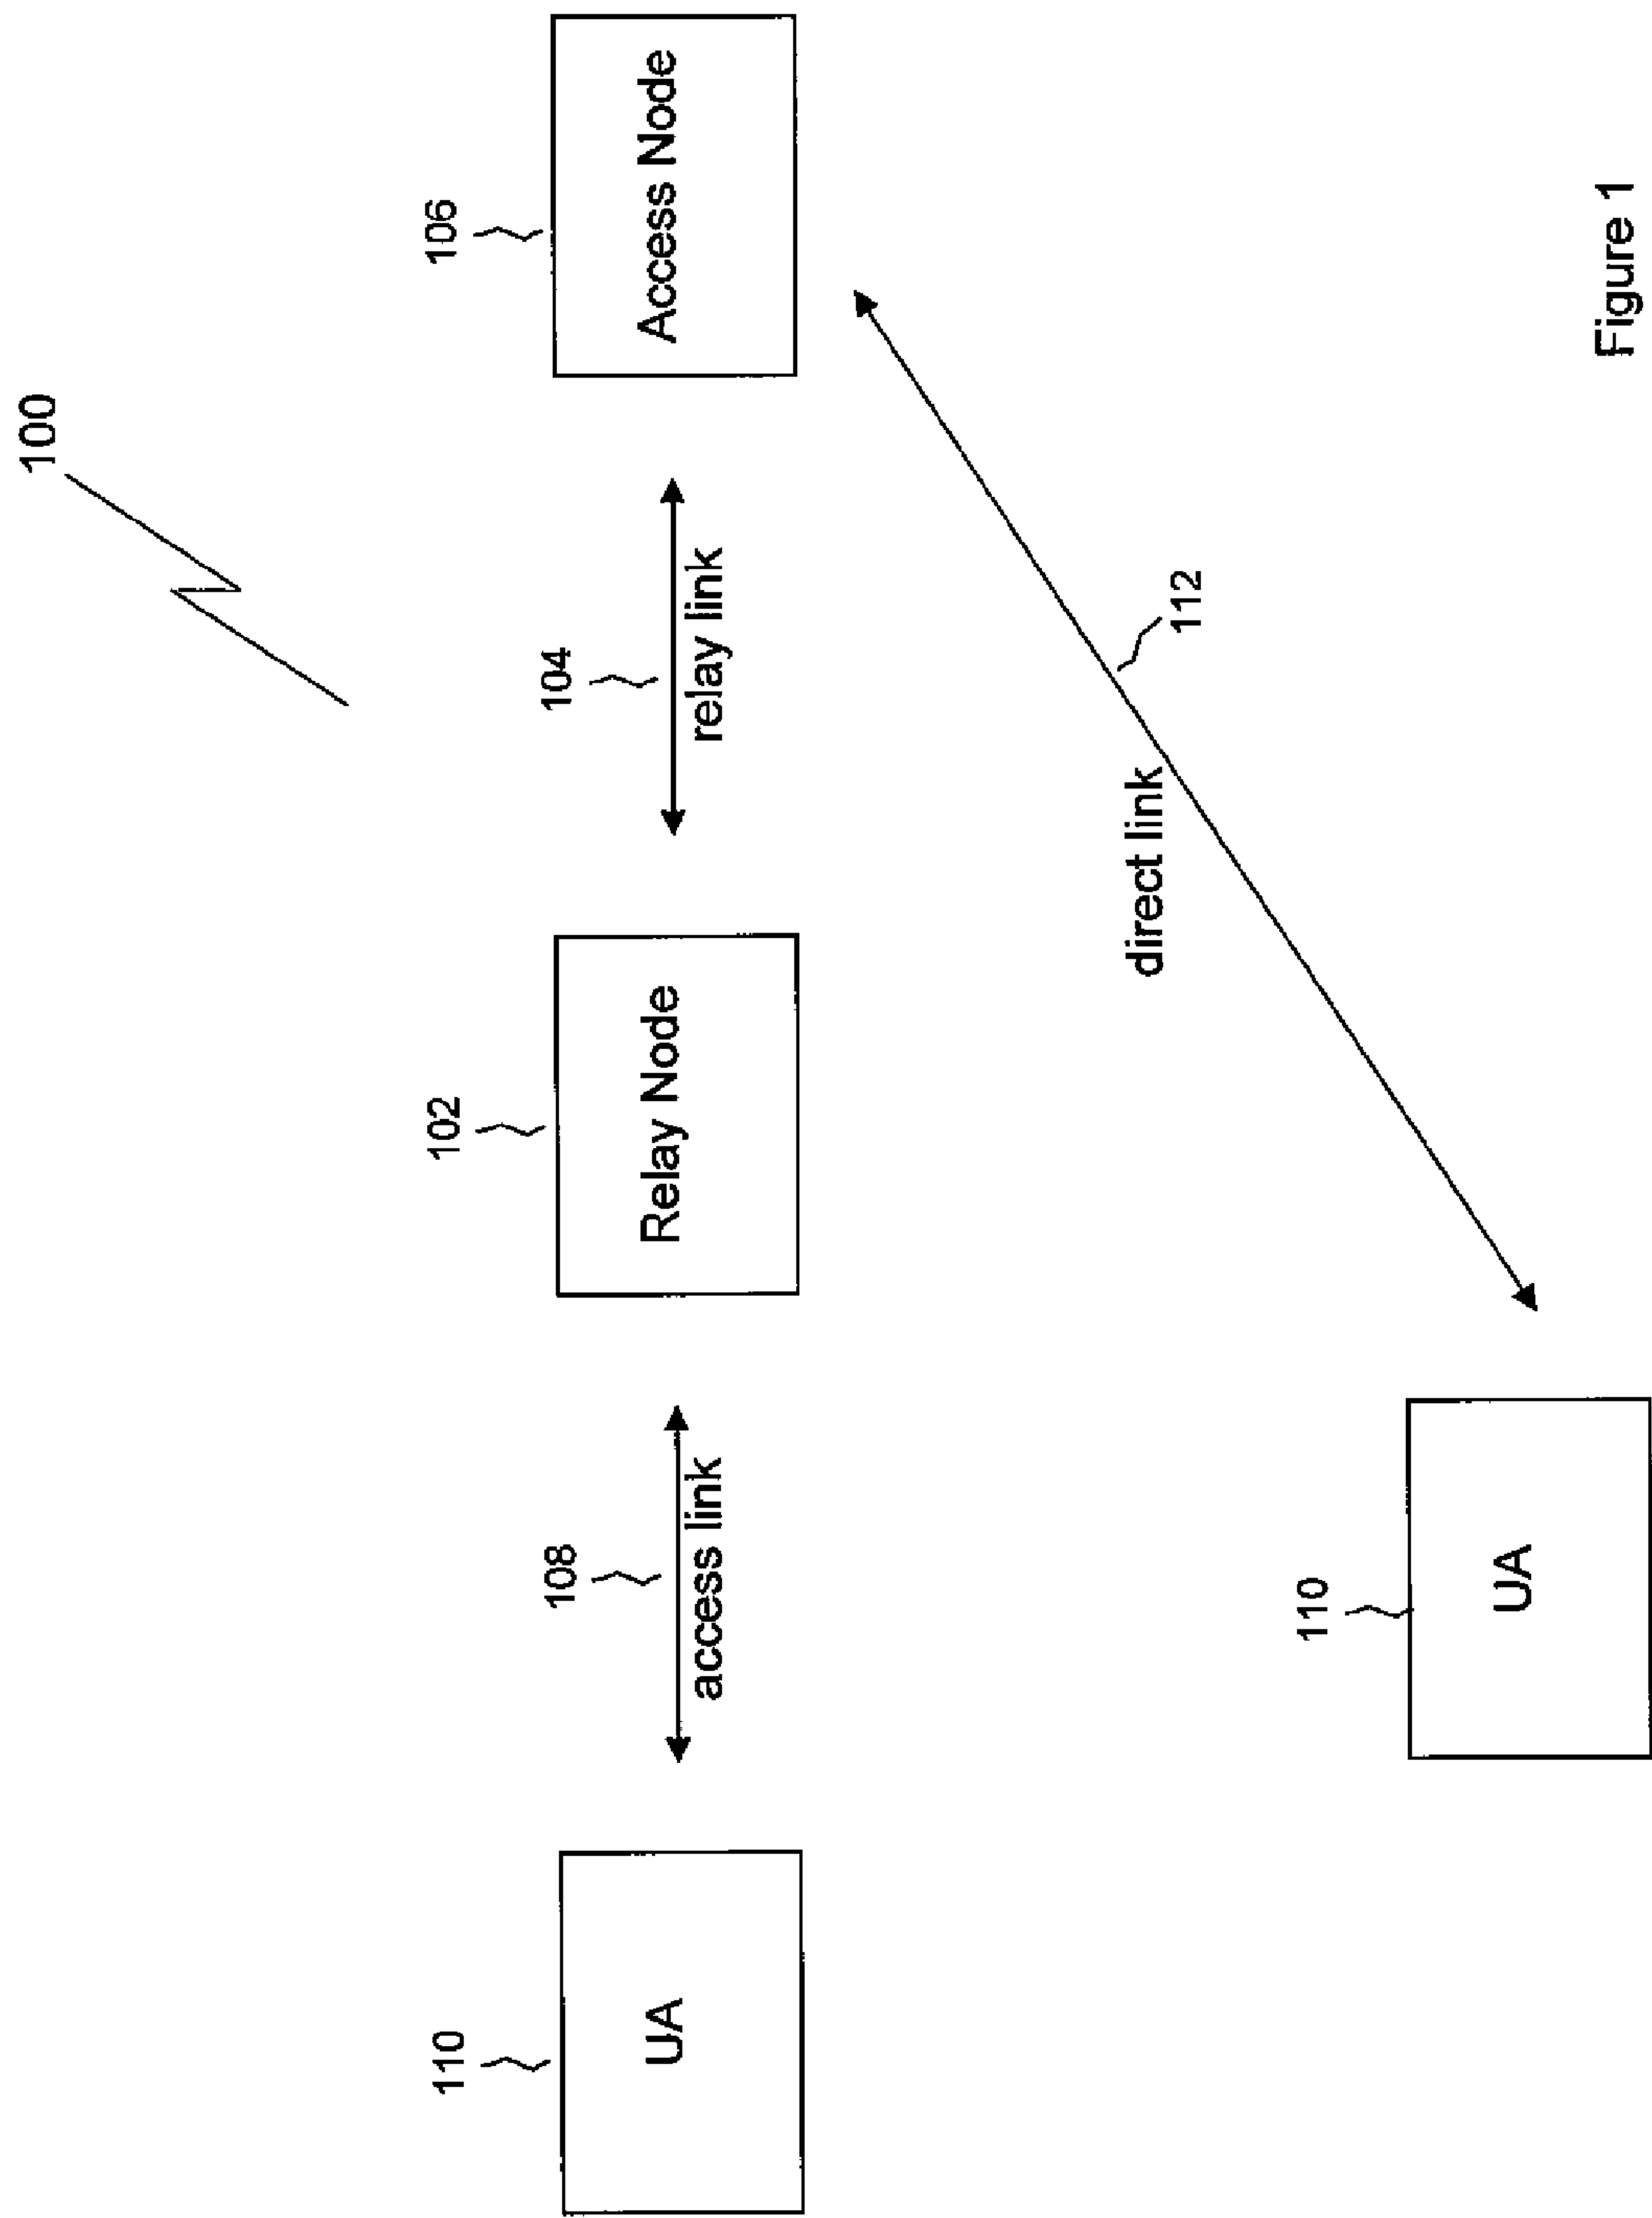 100
110
108
102
104
106
UA
access link
Relay Node
relay link
Access Node
110
UA
direct link
112
Figure 1